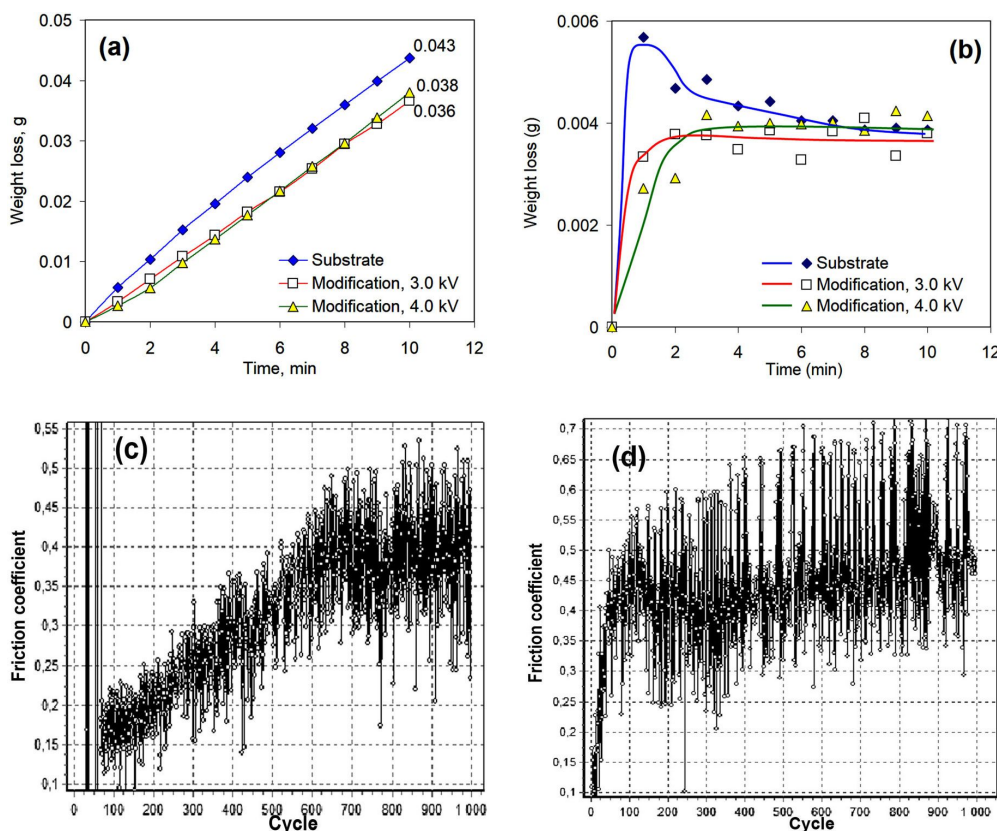 (a)
0.05
0.04
0.03
0.02
0.01
0
0.043
0.038
0.036
Weight loss, g
Substrate
Modification, 3.0 kV
Modification, 4.0 kV
0 2 4 6 8 10 12
Time, min
(b)
0.006
0.004
0.002
0.000
Weight loss (g)
Substrate
Modification, 3.0 kV
Modification, 4.0 kV
0 2 4 6 8 10 12
Time (min)
(c)
0,55
0,5
0,45
0,4
0,35
0,3
0,25
0,2
0,15
0,1
Friction coefficient
0 100 200 300 400 500 600 700 800 900 1 000
Cycle
(d)
0,7
0,65
0,6
0,55
0,5
0,45
0,4
0,35
0,3
0,25
0,2
0,15
0,1
Friction coefficient
0 100 200 300 400 500 600 700 800 900 1 000
Cycle